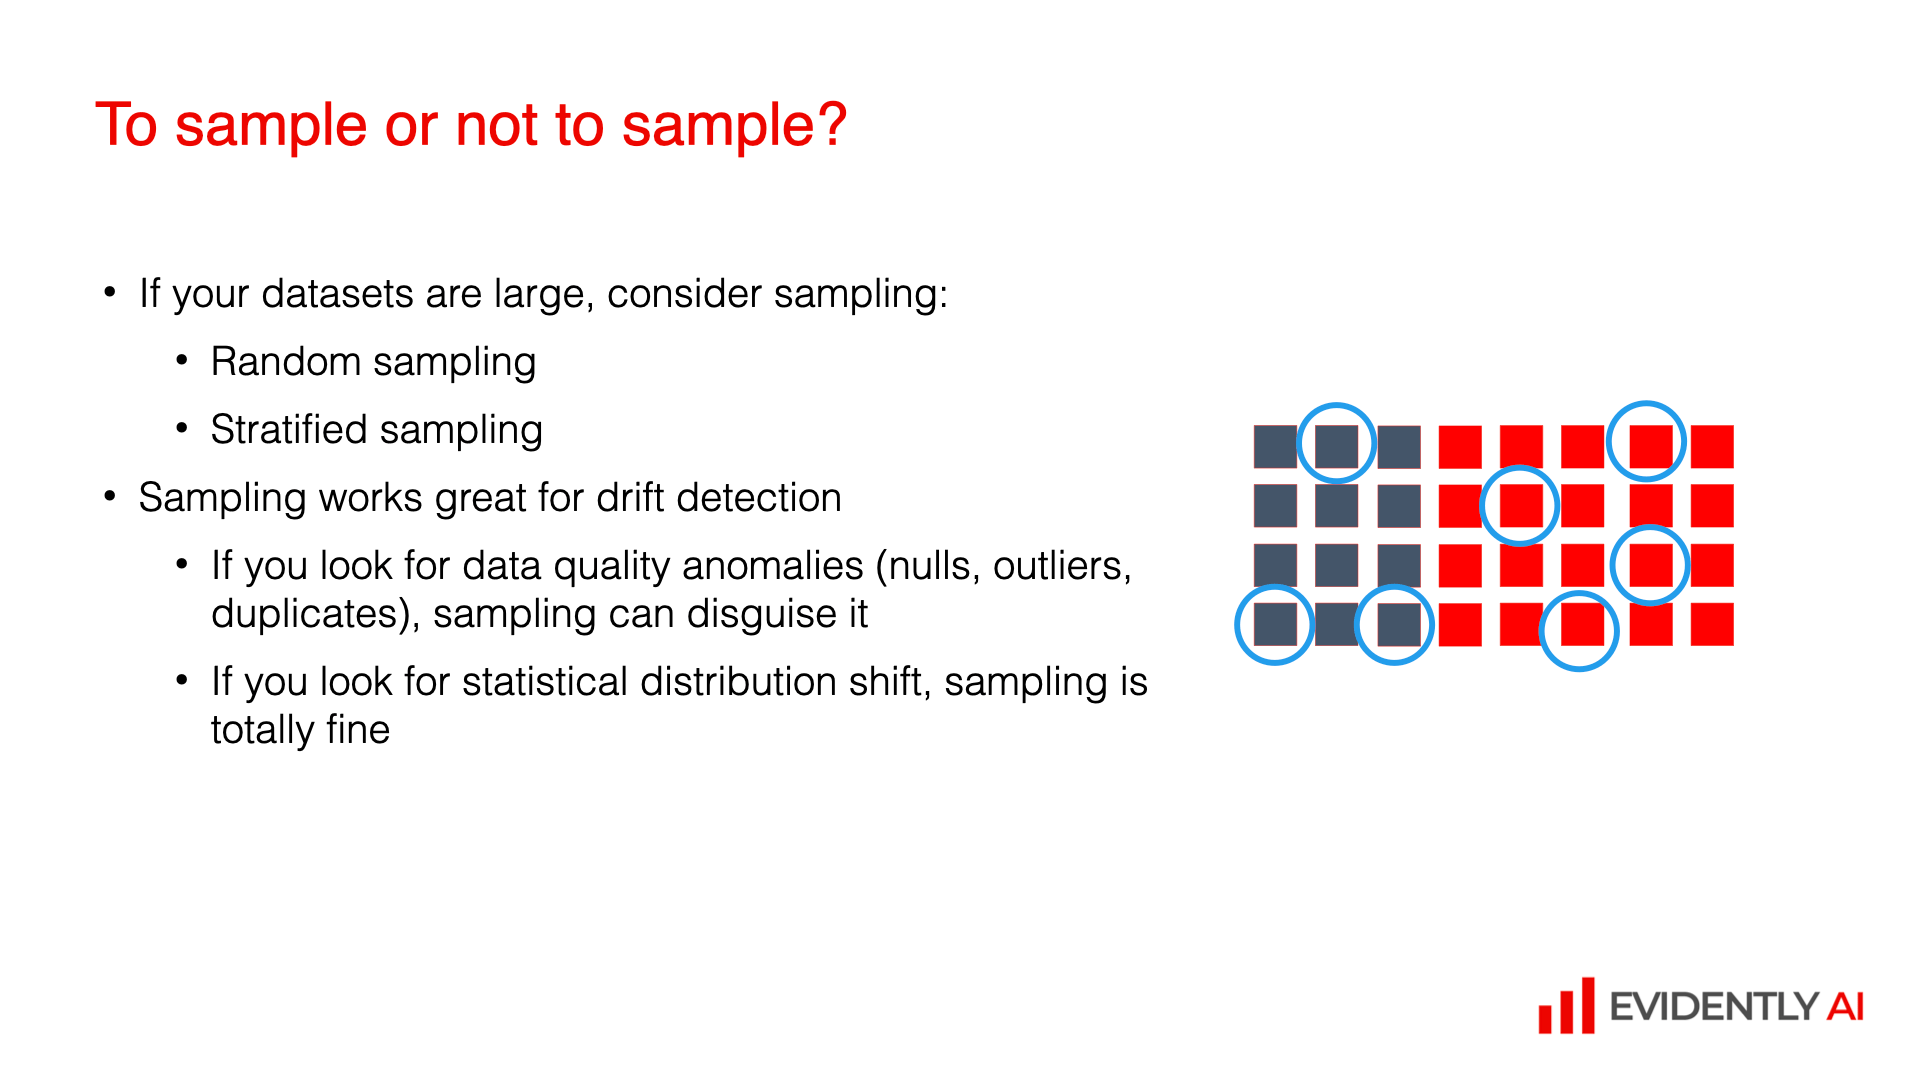 To sample or not to sample?
• If your datasets are large, consider sampling:
• Random sampling
• Stratified sampling
• Sampling works great for drift detection
• If you look for data quality anomalies (nulls, outliers,
duplicates), sampling can disguise it
• If you look for statistical distribution shift, sampling is
totally fine
EVIDENTLY AI